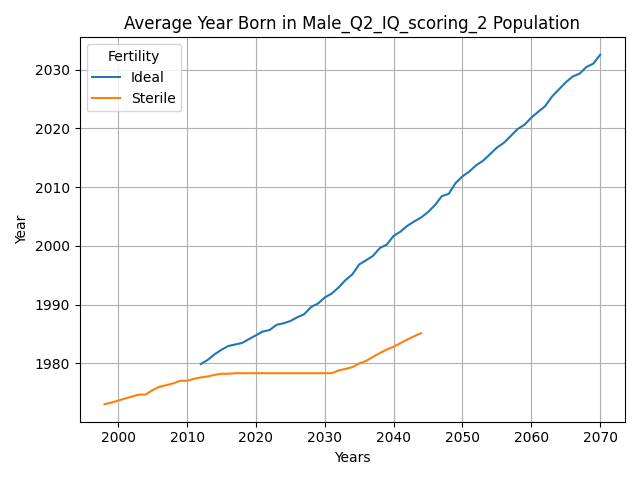 Average Year Born in Male_Q2_IQ_scoring_2 Population
Fertility
Ideal
Sterile
Year
2030
2020
2010
2000
1990
1980
2000 2010 2020 2030 2040 2050 2060 2070
Years